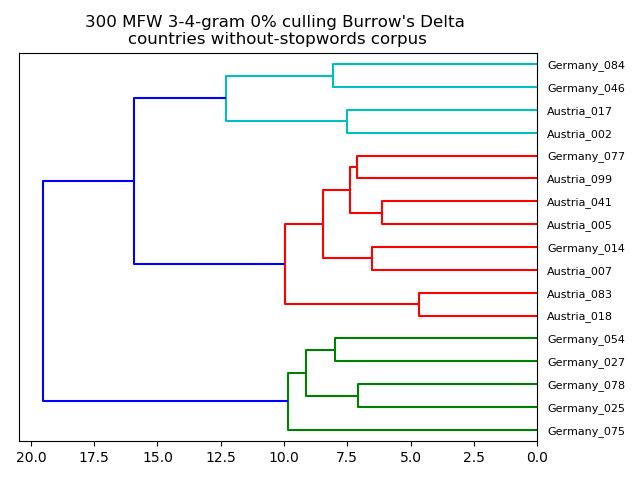 300 MFW 3-4-gram 0% culling Burrow's Delta
countries without-stopwords corpus
Germany_084
Germany_046
Austria_017
Austria_002
Germany_077
Austria_099
Austria_041
Austria_005
Germany_014
Austria_007
Austria_083
Austria_018
Germany_054
Germany_027
Germany_078
Germany_025
Germany_075
20.0 17.5 15.0 12.5 10.0 7.5 5.0 2.5 0.0